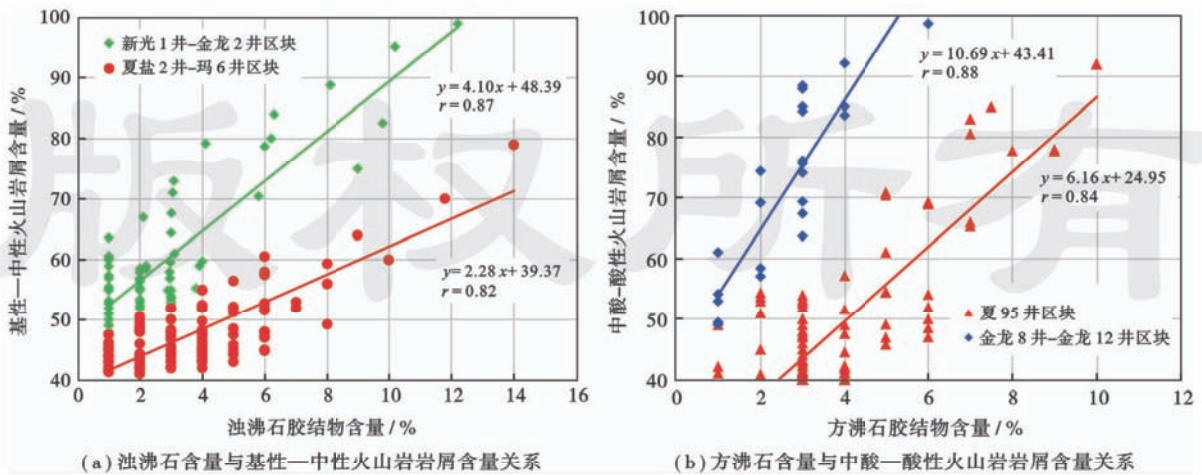 100
90
80
70
60
50
40
基性—中性火山岩岩屑含量 / %
新光1井–金龙2井区块
夏盐2井–玛6井区块
y=4.10x+48.39
r=0.87
y=2.28x+39.37
r=0.82
0 2 4 6 8 10 12 14 16
浊沸石胶结物含量 / %
(a) 浊沸石含量与基性—中性火山岩岩屑含量关系
100
90
80
70
60
50
40
中酸–酸性火山岩屑含量 / %
y=10.69x+43.41
r=0.88
y=6.16x+24.95
r=0.84
夏95井区块
金龙8井–金龙12井区块
0 2 4 6 8 10 12
方沸石胶结物含量 / %
(b) 方沸石含量与中酸—酸性火山岩岩屑含量关系
版权所有